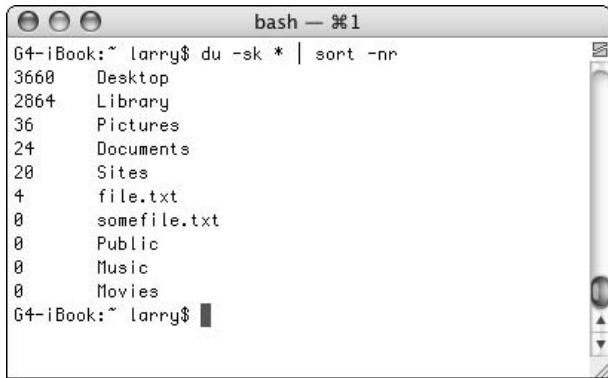 bash — ⌘1
G4-iBook:~ larry$ du -sk * | sort -nr
3660 Desktop
2864 Library
36 Pictures
24 Documents
20 Sites
4 file.txt
0 somefile.txt
0 Public
0 Music
0 Movies
G4-iBook:~ larry$